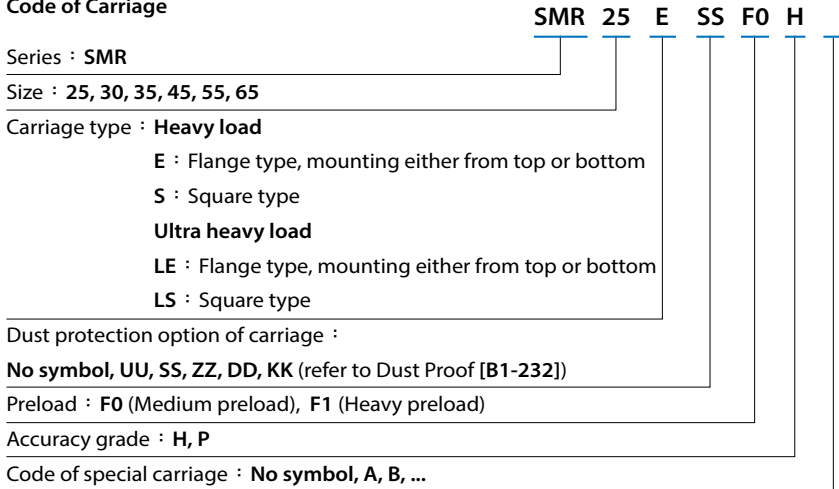 Code of Carriage
SMR 25 E SS F0 H
Series：SMR
Size：25, 30, 35, 45, 55, 65
Carriage type：Heavy load
E：Flange type, mounting either from top or bottom
S：Square type
Ultra heavy load
LE：Flange type, mounting either from top or bottom
LS：Square type
Dust protection option of carriage：
No symbol, UU, SS, ZZ, DD, KK (refer to Dust Proof [B1-232])
Preload：F0 (Medium preload), F1 (Heavy preload)
Accuracy grade：H, P
Code of special carriage：No symbol, A, B, ...